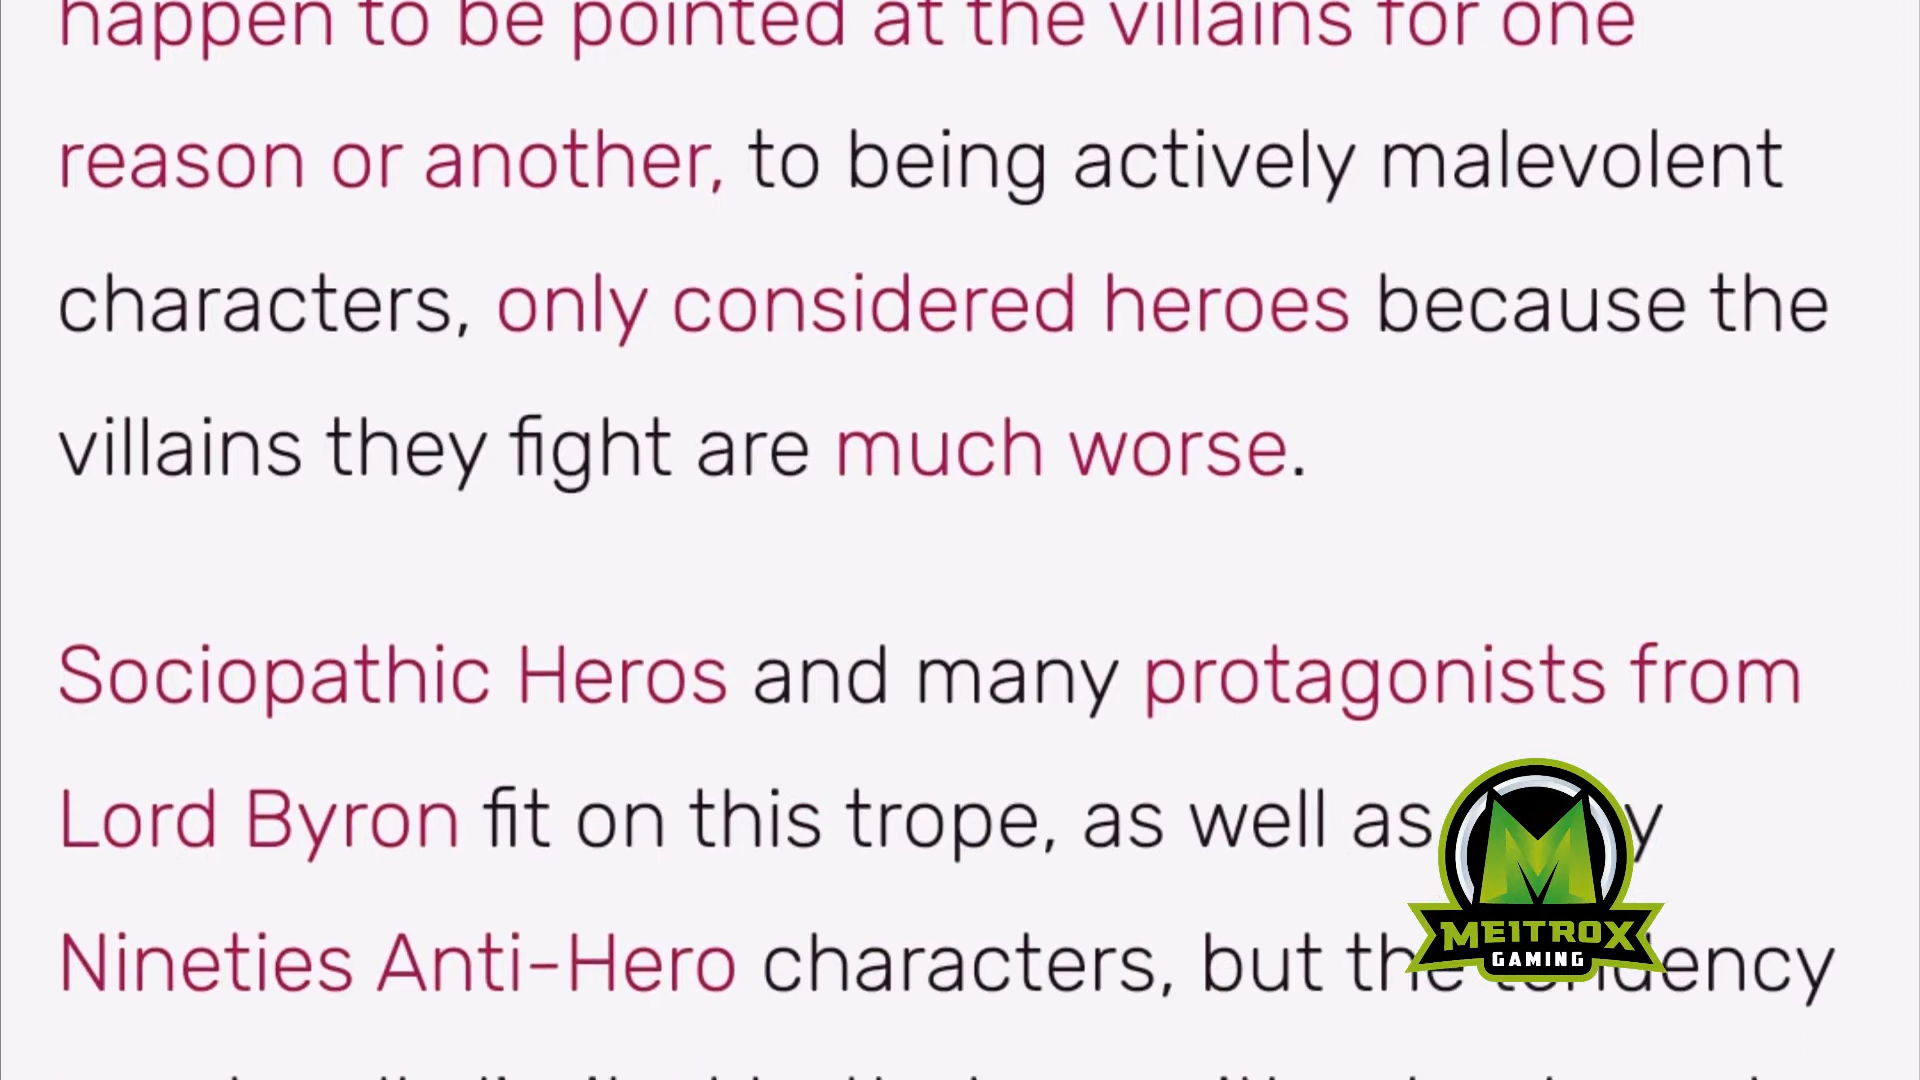 happen to be pointed at the villains for one
reason or another, to being actively malevolent
characters, only considered heroes because the
villains they fight are much worse.
Sociopathic Heros and many protagonists from
Lord Byron fit on this trope, as well as
Nineties Anti-Hero characters, but the tendency
MEITROX
GAMING